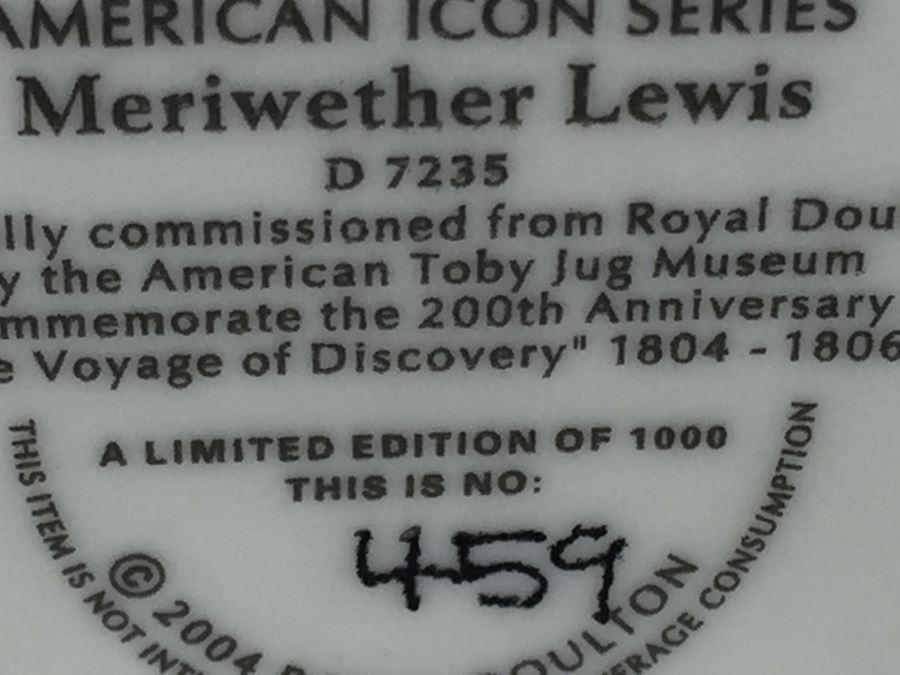 AMERICAN ICON SERIES
Meriwether Lewis
D 7235
lly commissioned from Royal Dou
y the American Toby Jug Museum
mmemorate the 200th Anniversary
e Voyage of Discovery" 1804 - 1806
A LIMITED EDITION OF 1000
THIS IS NO:
459
© 2004 OULTON
THIS ITEM IS NOT INT ERAGE CONSUMPTION